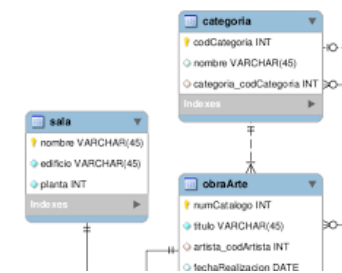 categoria
codCategoria INT
nombre VARCHAR(45)
categoria_codCategoria INT
Indexes
sala
nombre VARCHAR(45)
edificio VARCHAR(45)
planta INT
Indexes
obraArte
numCatalogo INT
titulo VARCHAR(45)
artista_codArtista INT
fechaRealizacion DATE